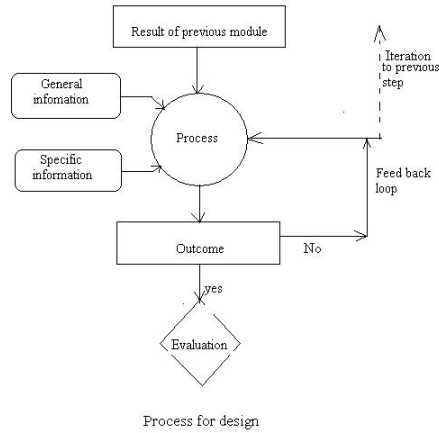 Result of previous module
Iteration
to previous
step
General
infomation
Process
Specific
information
Feed back
loop
Outcome
No
yes
Evaluation
Process for design